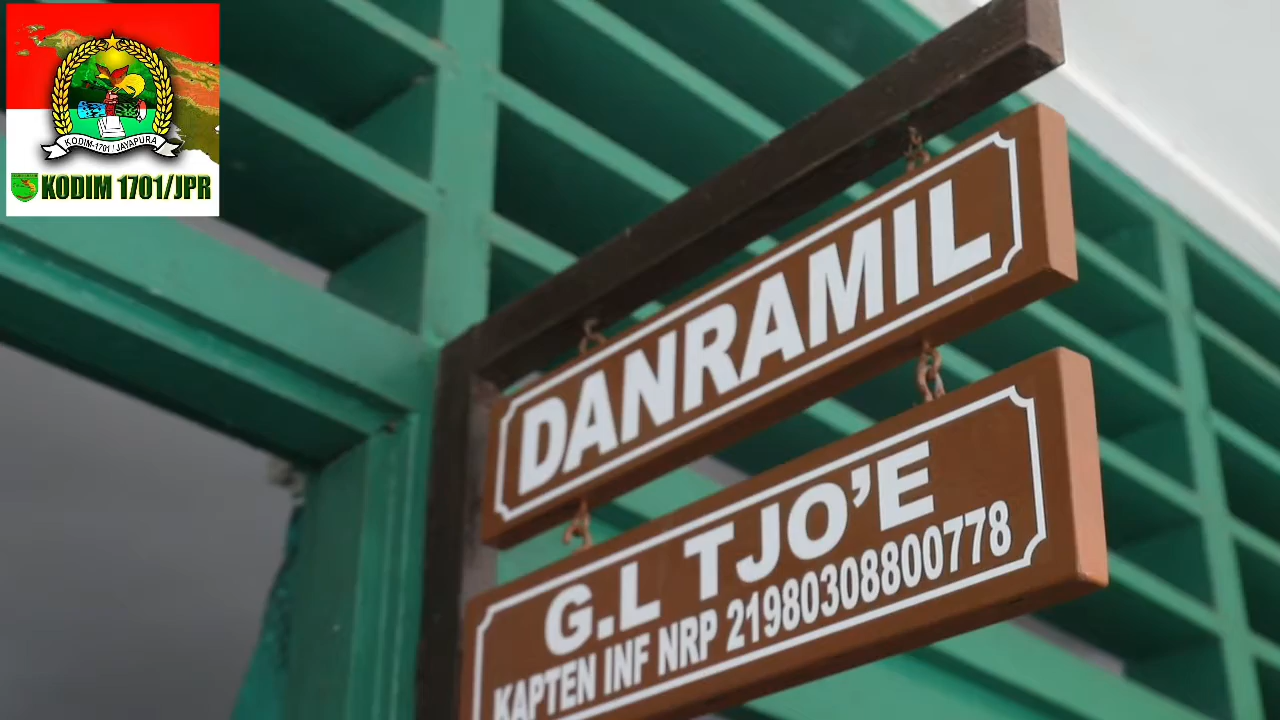 KODIM-1701 / JAYAPURA
KODIM 1701/JPR
DANRAMIL
G.L TJO'E
KAPTEN INF NRP 21980308800778